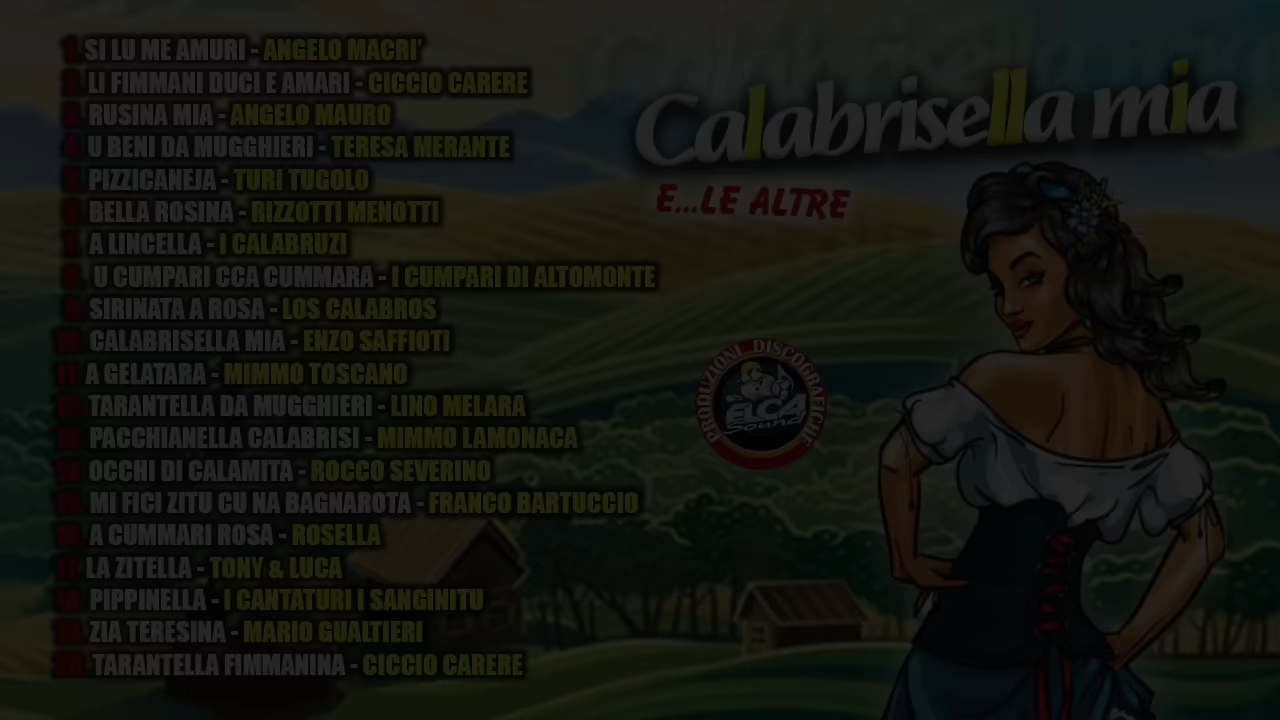 1. SI LU ME AMURI - ANGELO MACRI'
2. LI FIMMANI DUCI E AMARI - CICCIO CARERE
3. RUSINA MIA - ANGELO MAURO
4. U BENI DA MUGGHIERI - TERESA MERANTE
5. PIZZICANEJA - TURI TUGOLO
6. BELLA ROSINA - RIZZOTTI MENOTTI
7. A LINCELLA - I CALABRUZI
8. U CUMPARI CCA CUMMARA - I CUMPARI DI ALTOMONTE
9. SIRINATA A ROSA - LOS CALABROS
10. CALABRISELLA MIA - ENZO SAFFIOTI
11. A GELATARA - MIMMO TOSCANO
12. TARANTELLA DA MUGGHIERI - LINO MELARA
13. PACCHIANELLA CALABRISI - MIMMO LAMONACA
14. OCCHI DI CALAMITA - ROCCO SEVERINO
15. MI FICI ZITU CU NA BAGNAROTA - FRANCO BARTUCCIO
16. A CUMMARI ROSA - ROSELLA
17. LA ZITELLA - TONY & LUCA
18. PIPPINELLA - I CANTATURI I SANGINITU
19. ZIA TERESINA - MARIO GUALTIERI
20. TARANTELLA FIMMANINA - CICCIO CARERE
Calabrisella mia
Calabrisella mia
E...LE ALTRE
PRODUZIONI DISCOGRAFICHE
ELCA
Sound